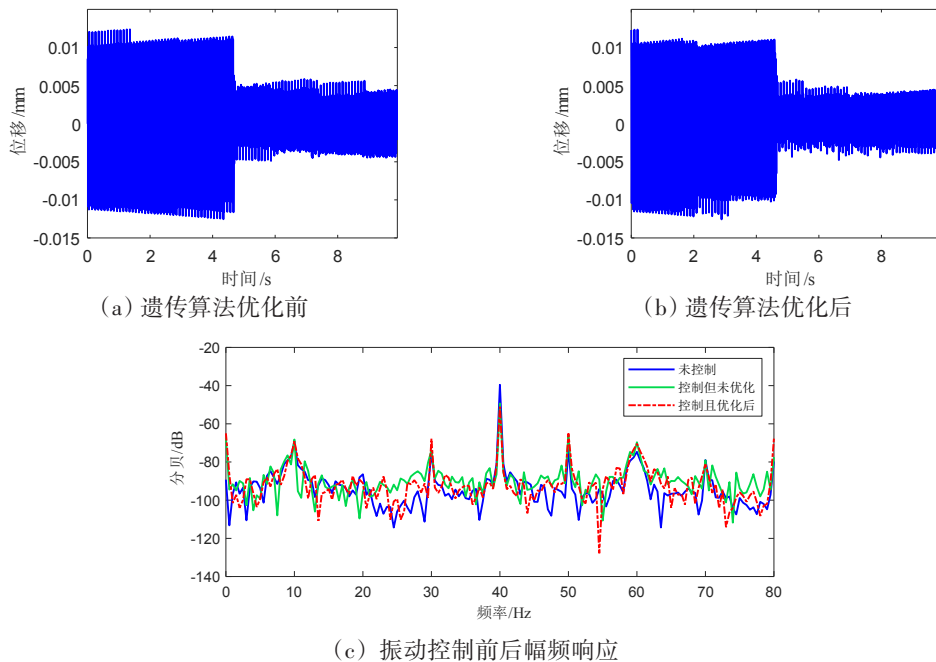 0.01
0.005
0
-0.005
-0.01
-0.015
位移/mm
0 2 4 6 8
时间/s
(a) 遗传算法优化前
0.01
0.005
0
-0.005
-0.01
-0.015
位移/mm
0 2 4 6 8
时间/s
(b) 遗传算法优化后
-20
-40
-60
-80
-100
-120
-140
分贝/dB
未控制
控制但未优化
控制且优化后
0 10 20 30 40 50 60 70 80
频率/Hz
(c) 振动控制前后幅频响应